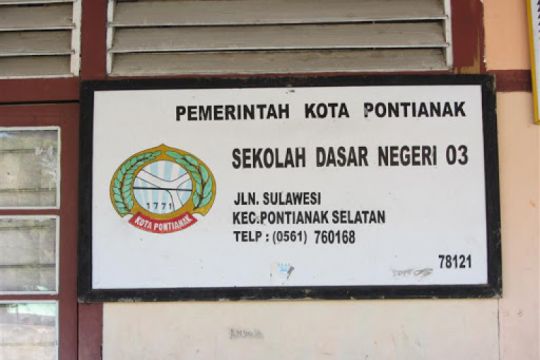 PEMERINTAH KOTA PONTIANAK
SEKOLAH DASAR NEGERI 03
JLN. SULAWESI
KEC.PONTIANAK SELATAN
TELP : (0561) 760168
78121
1771
KOTA PONTIANAK